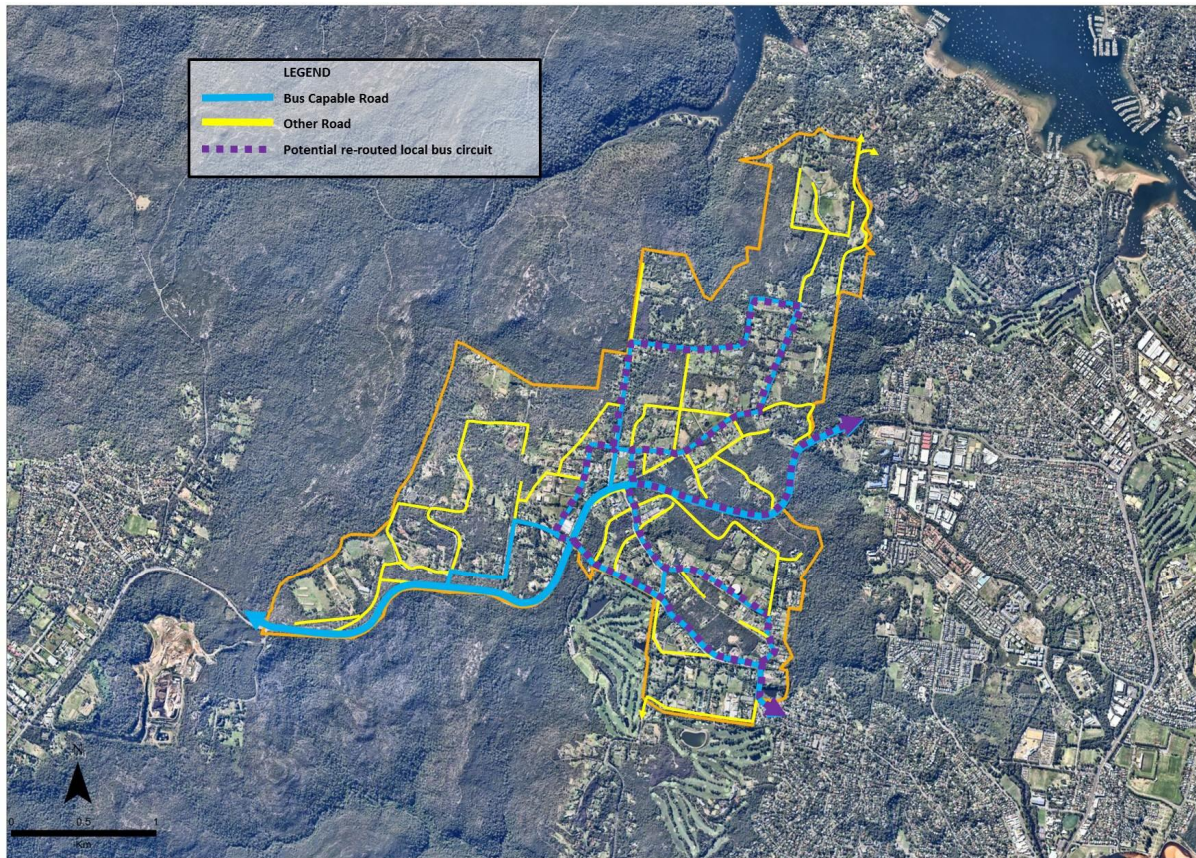 LEGEND
Bus Capable Road
Other Road
Potential re-routed local bus circuit
N
0 0.5 1
Km